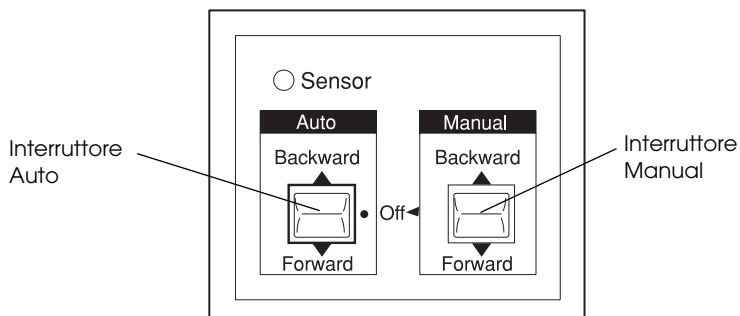 Sensor
Auto
Manual
Backward
Backward
Interruttore
Auto
Interruttore
Manual
Off
Forward
Forward